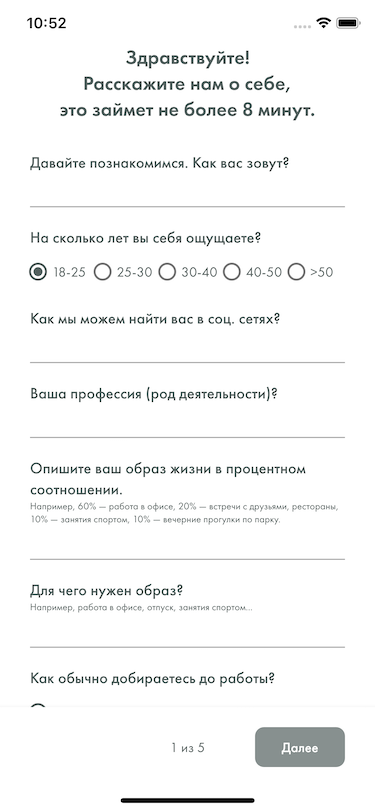 10:52
Здравствуйте!
Расскажите нам о себе,
это займет не более 8 минут.
Давайте познакомимся. Как вас зовут?
На сколько лет вы себя ощущаете?
18-25 25-30 30-40 40-50 >50
Как мы можем найти вас в соц. сетях?
Ваша профессия (род деятельности)?
Опишите ваш образ жизни в процентном
соотношении.
Например, 60% — работа в офисе, 20% — встречи с друзьями, рестораны,
10% — занятия спортом, 10% — вечерние прогулки по парку.
Для чего нужен образ?
Например, работа в офисе, отпуск, занятия спортом...
Как обычно добираетесь до работы?
1 из 5
Далее